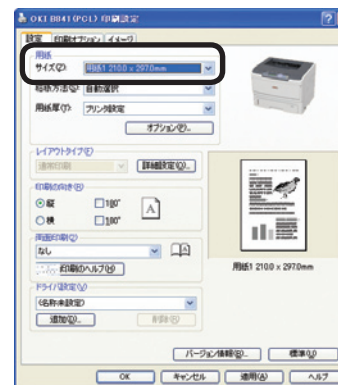 OKI B841(PCL) 印刷設定
設定 印刷オプション イメージ
用紙
サイズ(Z): 用紙1 210.0 x 297.0mm
給紙方法(S): 自動選択
用紙厚(T): プリンタ設定
オプション(P)...
レイアウトタイプ(E)
通常印刷 詳細設定(O)...
印刷の向き(R)
縦 180°
横 180°
A
両面印刷(2)
なし
印刷のヘルプ(H)
用紙1 210.0 x 297.0mm
ドライバ設定(V)
(名称未設定)
追加(D)... 削除(R)
バージョン情報(B)... 標準(U)
OK キャンセル 適用(A) ヘルプ